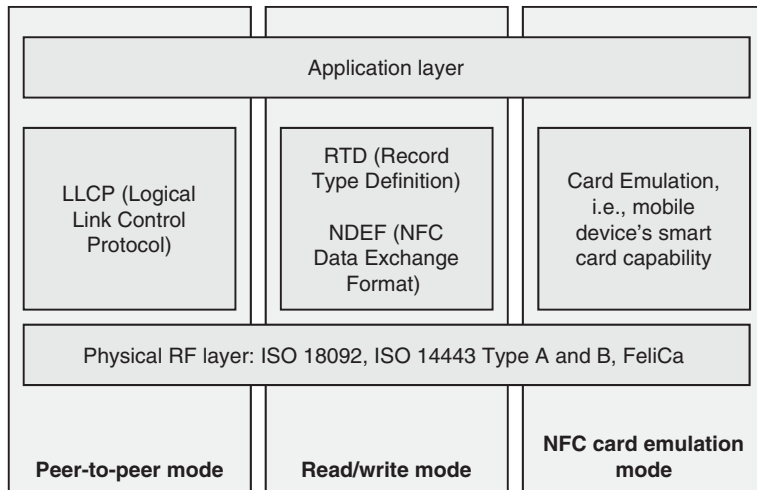 Application layer
LLCP (Logical
Link Control
Protocol)
RTD (Record
Type Definition)
NDEF (NFC
Data Exchange
Format)
Card Emulation,
i.e., mobile
device's smart
card capability
Physical RF layer: ISO 18092, ISO 14443 Type A and B, FeliCa
Peer-to-peer mode
Read/write mode
NFC card emulation
mode